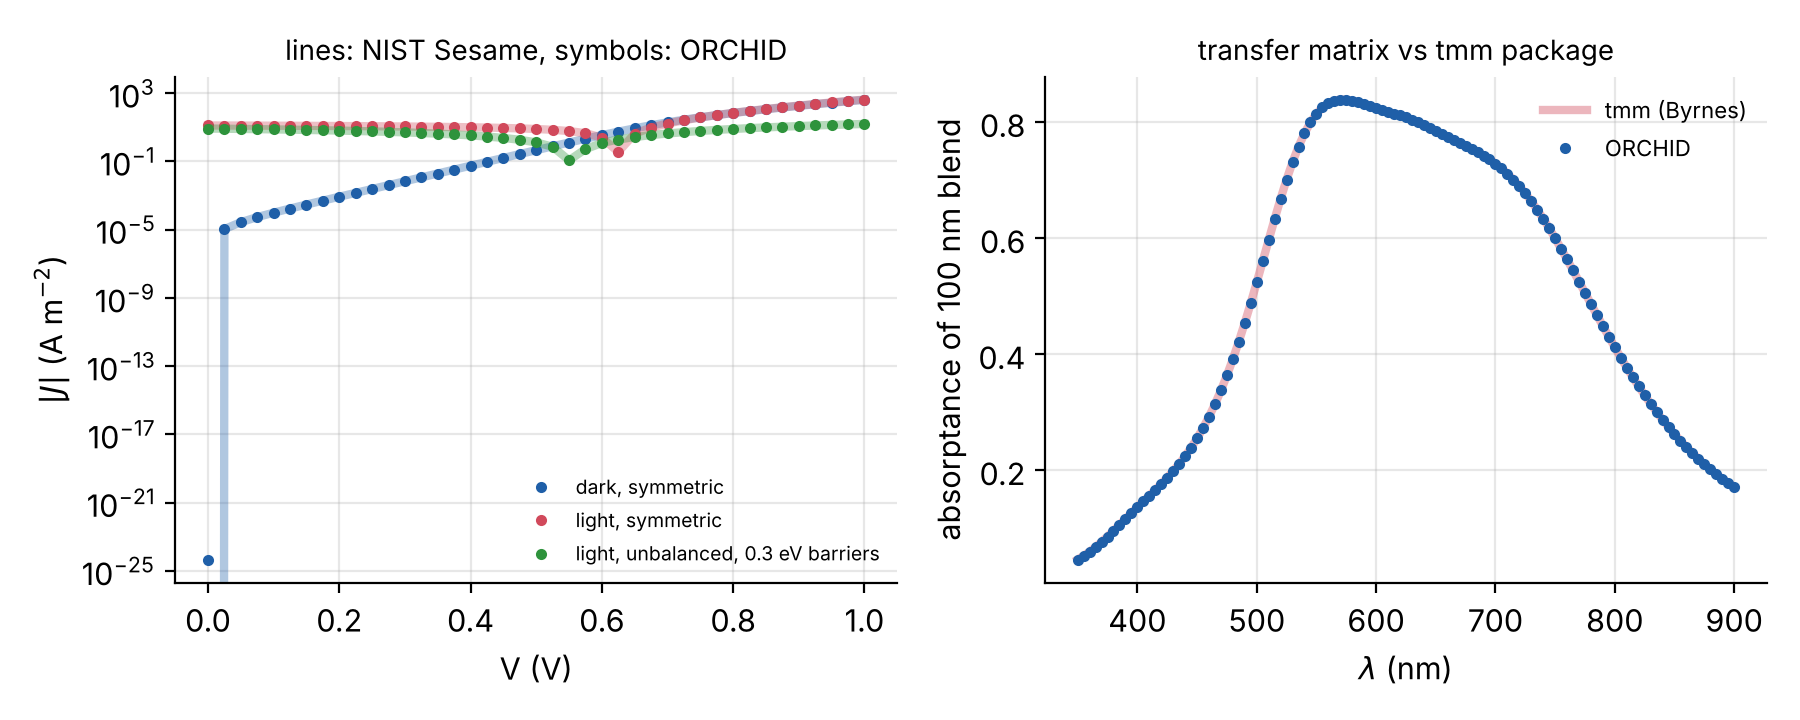 lines: NIST Sesame, symbols: ORCHID
|J| (A m⁻²)
10³
10⁻¹
10⁻⁵
10⁻⁹
10⁻¹³
10⁻¹⁷
10⁻²¹
10⁻²⁵
dark, symmetric
light, symmetric
light, unbalanced, 0.3 eV barriers
0.0 0.2 0.4 0.6 0.8 1.0
V (V)
transfer matrix vs tmm package
absorptance of 100 nm blend
0.8
0.6
0.4
0.2
tmm (Byrnes)
ORCHID
400 500 600 700 800 900
λ (nm)